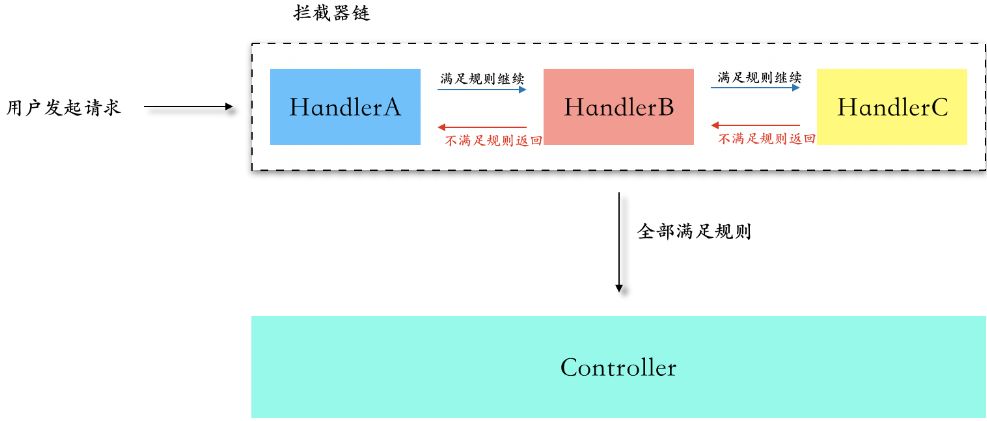 拦截器链
用户发起请求
HandlerA
满足规则继续
不满足规则返回
HandlerB
满足规则继续
不满足规则返回
HandlerC
全部满足规则
Controller